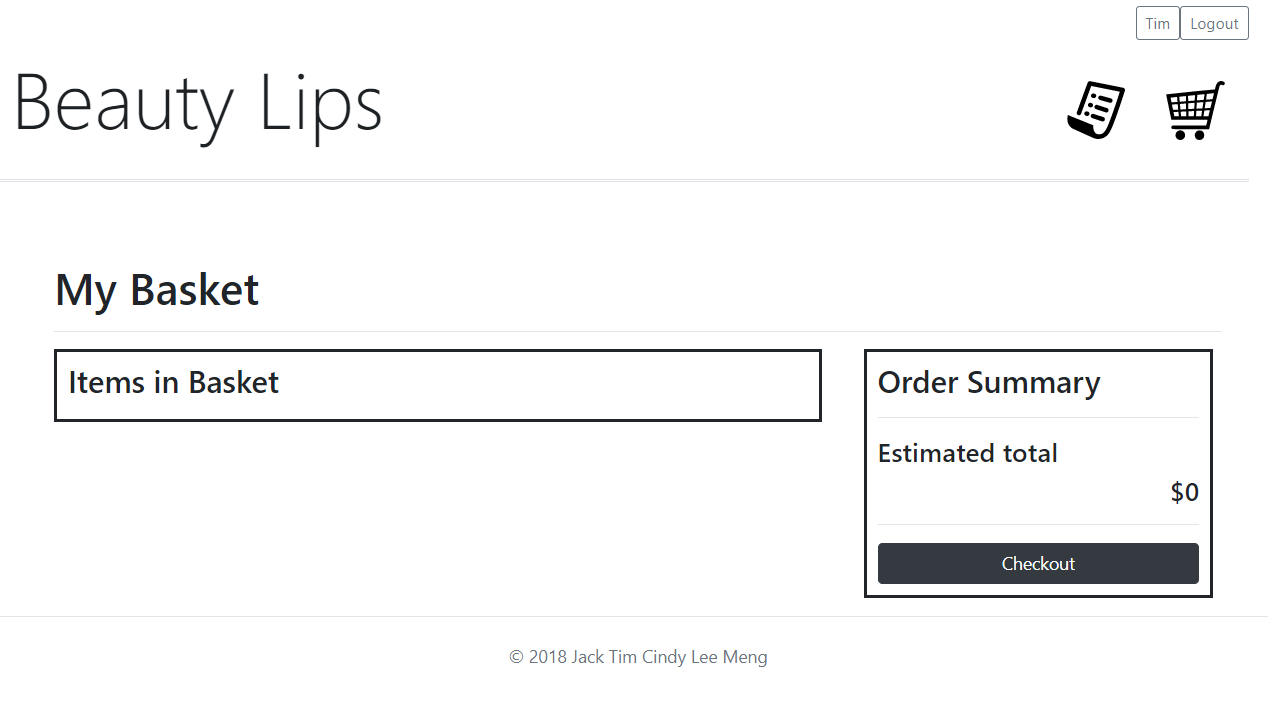 Tim Logout
Beauty Lips
My Basket
Items in Basket
Order Summary
Estimated total
$0
Checkout
© 2018 Jack Tim Cindy Lee Meng